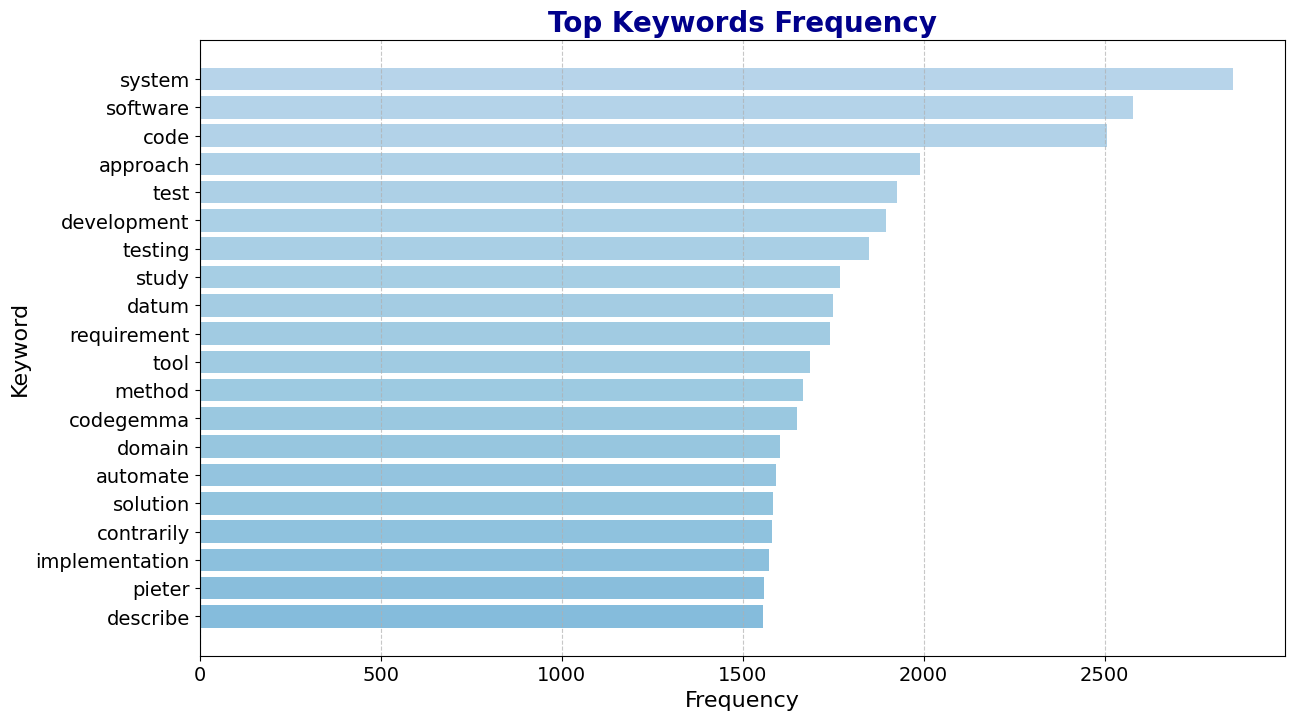 Top Keywords Frequency
system
software
code
approach
test
development
testing
study
datum
requirement
tool
method
codegemma
domain
automate
solution
contrarily
implementation
pieter
describe
Keyword
0 500 1000 1500 2000 2500
Frequency